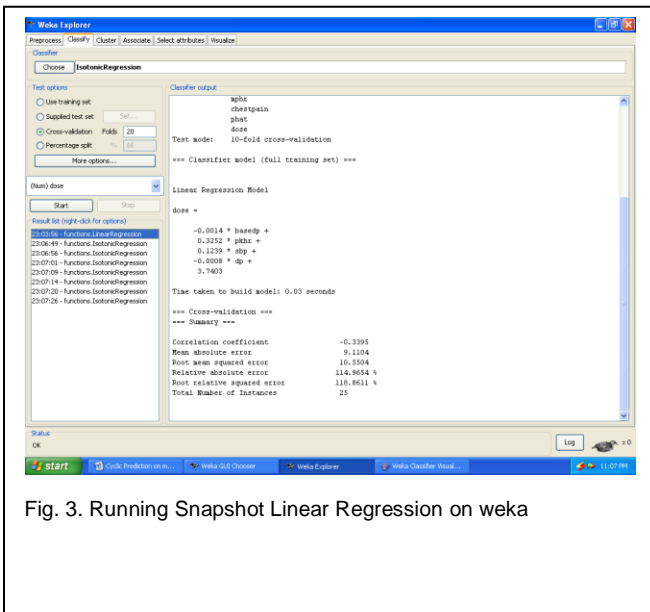 Weka Explorer
Preprocess Classify Cluster Associate Select attributes Visualize
Classifier
Choose IsotonicRegression
Test options
Use training set
Supplied test set Set...
Cross-validation Folds 20
Percentage split % 66
More options...
(Num) dose
Start Stop
Result list (right-click for options)
23:03:56 - functions.LinearRegression
23:06:49 - functions.IsotonicRegression
23:06:56 - functions.IsotonicRegression
23:07:01 - functions.IsotonicRegression
23:07:09 - functions.IsotonicRegression
23:07:14 - functions.IsotonicRegression
23:07:20 - functions.IsotonicRegression
23:07:26 - functions.IsotonicRegression
Classifier output
mphr
chestpain
phat
dose
Test mode: 10-fold cross-validation
=== Classifier model (full training set) ===
Linear Regression Model
dose =
-0.0014 * basedp +
0.3252 * pkhr +
0.1239 * sbp +
-0.0008 * dp +
3.7403
Time taken to build model: 0.03 seconds
=== Cross-validation ===
=== Summary ===
Correlation coefficient -0.3395
Mean absolute error 9.1104
Root mean squared error 10.5504
Relative absolute error 114.9654 %
Root relative squared error 118.8611 %
Total Number of Instances 25
Status
OK
Log x 0
start Cyclic Prediction on m... Weka GUI Chooser Weka Explorer Weka Classifier Visual... 11:07 PM
Fig. 3. Running Snapshot Linear Regression on weka